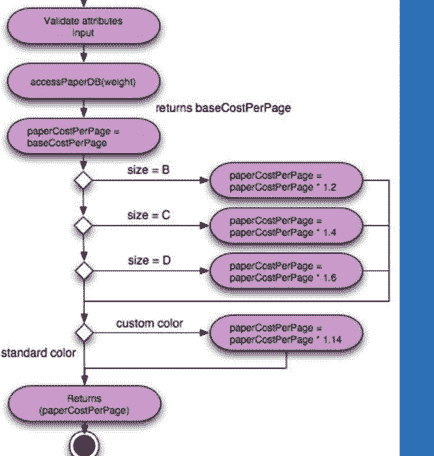 Validate attributes
input
accessPaperDB(weight)
returns baseCostPerPage
paperCostPerPage =
baseCostPerPage
size = B
paperCostPerPage =
paperCostPerPage * 1.2
size = C
paperCostPerPage =
paperCostPerPage * 1.4
size = D
paperCostPerPage =
paperCostPerPage * 1.6
custom color
paperCostPerPage =
paperCostPerPage * 1.14
standard color
Returns
(paperCostPerPage)